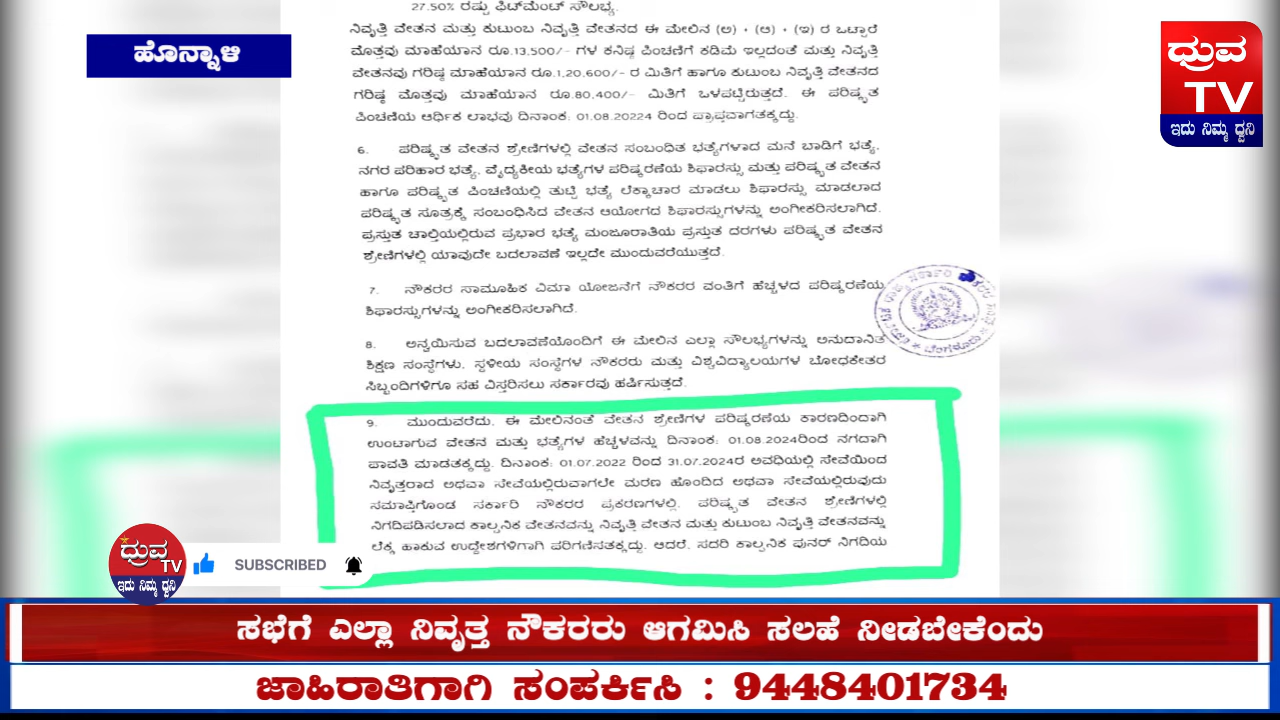 27.50% ರಷ್ಟು ಫಿಟ್‌ಮೆಂಟ್ ಸೌಲಭ್ಯ.
ನಿವೃತ್ತಿ ವೇತನ ಮತ್ತು ಕುಟುಂಬ ನಿವೃತ್ತಿ ವೇತನದ ಈ ಮೇಲಿನ (ಅ) + (ಆ) + (ಇ) ರ ಒಟ್ಟಾರೆ
ಮೊತ್ತವು ಮಾಹೆಯಾನ ರೂ.13,500/- ಗಳ ಕನಿಷ್ಠ ಪಿಂಚಣಿಗೆ ಕಡಿಮೆ ಇಲ್ಲದಂತೆ ಮತ್ತು ನಿವೃತ್ತಿ
ವೇತನವು ಗರಿಷ್ಠ ಮಾಹೆಯಾನ ರೂ.1,20,600/- ರ ಮಿತಿಗೆ ಹಾಗೂ ಕುಟುಂಬ ನಿವೃತ್ತಿ ವೇತನದ
ಗರಿಷ್ಠ ಮೊತ್ತವು ಮಾಹೆಯಾನ ರೂ.80,400/- ಮಿತಿಗೆ ಒಳಪಟ್ಟಿರುತ್ತದೆ. ಈ ಪರಿಷ್ಕೃತ
ಪಿಂಚಣಿಯ ಆರ್ಥಿಕ ಲಾಭವು ದಿನಾಂಕ: 01.08.20224 ರಿಂದ ಪ್ರಾಪ್ತವಾಗತಕ್ಕದ್ದು.
6. ಪರಿಷ್ಕೃತ ವೇತನ ಶ್ರೇಣಿಗಳಲ್ಲಿ ವೇತನ ಸಂಬಂಧಿತ ಭತ್ಯೆಗಳಾದ ಮನೆ ಬಾಡಿಗೆ ಭತ್ಯೆ,
ನಗರ ಪರಿಹಾರ ಭತ್ಯೆ, ವೈದ್ಯಕೀಯ ಭತ್ಯೆಗಳ ಪರಿಷ್ಕರಣೆಯ ಶಿಫಾರಸ್ಸು ಮತ್ತು ಪರಿಷ್ಕೃತ ವೇತನ
ಹಾಗೂ ಪರಿಷ್ಕೃತ ಪಿಂಚಣಿಯಲ್ಲಿ ತುಟ್ಟಿ ಭತ್ಯೆ ಲೆಕ್ಕಾಚಾರ ಮಾಡಲು ಶಿಫಾರಸ್ಸು ಮಾಡಲಾದ
ಪರಿಷ್ಕೃತ ಸೂತ್ರಕ್ಕೆ ಸಂಬಂಧಿಸಿದ ವೇತನ ಆಯೋಗದ ಶಿಫಾರಸ್ಸುಗಳನ್ನು ಅಂಗೀಕರಿಸಲಾಗಿದೆ.
ಪ್ರಸ್ತುತ ಚಾಲ್ತಿಯಲ್ಲಿರುವ ಪ್ರಭಾರ ಭತ್ಯೆ ಮಂಜೂರಾತಿಯ ಪ್ರಸ್ತುತ ದರಗಳು ಪರಿಷ್ಕೃತ ವೇತನ
ಶ್ರೇಣಿಗಳಲ್ಲಿ ಯಾವುದೇ ಬದಲಾವಣೆ ಇಲ್ಲದೇ ಮುಂದುವರೆಯುತ್ತದೆ.
7. ನೌಕರರ ಸಾಮೂಹಿಕ ವಿಮಾ ಯೋಜನೆಗೆ ನೌಕರರ ವಂತಿಗೆ ಹೆಚ್ಚಳದ ಪರಿಷ್ಕರಣೆಯ
ಶಿಫಾರಸ್ಸುಗಳನ್ನು ಅಂಗೀಕರಿಸಲಾಗಿದೆ.
8. ಅನ್ವಯಿಸುವ ಬದಲಾವಣೆಯೊಂದಿಗೆ ಈ ಮೇಲಿನ ಎಲ್ಲಾ ಸೌಲಭ್ಯಗಳನ್ನು ಅನುದಾನಿತ
ಶಿಕ್ಷಣ ಸಂಸ್ಥೆಗಳು, ಸ್ಥಳೀಯ ಸಂಸ್ಥೆಗಳ ನೌಕರರು ಮತ್ತು ವಿಶ್ವವಿದ್ಯಾಲಯಗಳ ಬೋಧಕೇತರ
ಸಿಬ್ಬಂದಿಗಳಿಗೂ ಸಹ ವಿಸ್ತರಿಸಲು ಸರ್ಕಾರವು ಹರ್ಷಿಸುತ್ತದೆ.
9. ಮುಂದುವರೆದು, ಈ ಮೇಲಿನಂತೆ ವೇತನ ಶ್ರೇಣಿಗಳ ಪರಿಷ್ಕರಣೆಯ ಕಾರಣದಿಂದಾಗಿ
ಉಂಟಾಗುವ ವೇತನ ಮತ್ತು ಭತ್ಯೆಗಳ ಹೆಚ್ಚಳವನ್ನು ದಿನಾಂಕ: 01.08.2024ರಿಂದ ನಗದಾಗಿ
ಪಾವತಿ ಮಾಡತಕ್ಕದ್ದು. ದಿನಾಂಕ: 01.07.2022 ರಿಂದ 31.07.2024ರ ಅವಧಿಯಲ್ಲಿ ಸೇವೆಯಿಂದ
ನಿವೃತ್ತರಾದ ಅಥವಾ ಸೇವೆಯಲ್ಲಿರುವಾಗಲೇ ಮರಣ ಹೊಂದಿದ ಅಥವಾ ಸೇವೆಯಲ್ಲಿರುವುದು
ಸಮಾಪ್ತಿಗೊಂಡ ಸರ್ಕಾರಿ ನೌಕರರ ಪ್ರಕರಣಗಳಲ್ಲಿ, ಪರಿಷ್ಕೃತ ವೇತನ ಶ್ರೇಣಿಗಳಲ್ಲಿ
ನಿಗದಿಪಡಿಸಲಾದ ಕಾಲ್ಪನಿಕ ವೇತನವನ್ನು ನಿವೃತ್ತಿ ವೇತನ ಮತ್ತು ಕುಟುಂಬ ನಿವೃತ್ತಿ ವೇತನವನ್ನು
ಲೆಕ್ಕ ಹಾಕುವ ಉದ್ದೇಶಗಳಿಗಾಗಿ ಪರಿಗಣಿಸತಕ್ಕದ್ದು. ಆದರೆ, ಸದರಿ ಕಾಲ್ಪನಿಕ ಪುನರ್ ನಿಗದಿಯ
ಹೊನ್ನಾಳಿ
ಧ್ರುವ
TV
ಇದು ನಿಮ್ಮ ಧ್ವನಿ
ಬೆಂಗಳೂರು
ಧ್ರುವ
TV
ಇದು ನಿಮ್ಮ ಧ್ವನಿ
SUBSCRIBED
ಸಭೆಗೆ ಎಲ್ಲಾ ನಿವೃತ್ತ ನೌಕರರು ಆಗಮಿಸಿ ಸಲಹೆ ನೀಡಬೇಕೆಂದು
ಜಾಹಿರಾತಿಗಾಗಿ ಸಂಪರ್ಕಿಸಿ : 9448401734